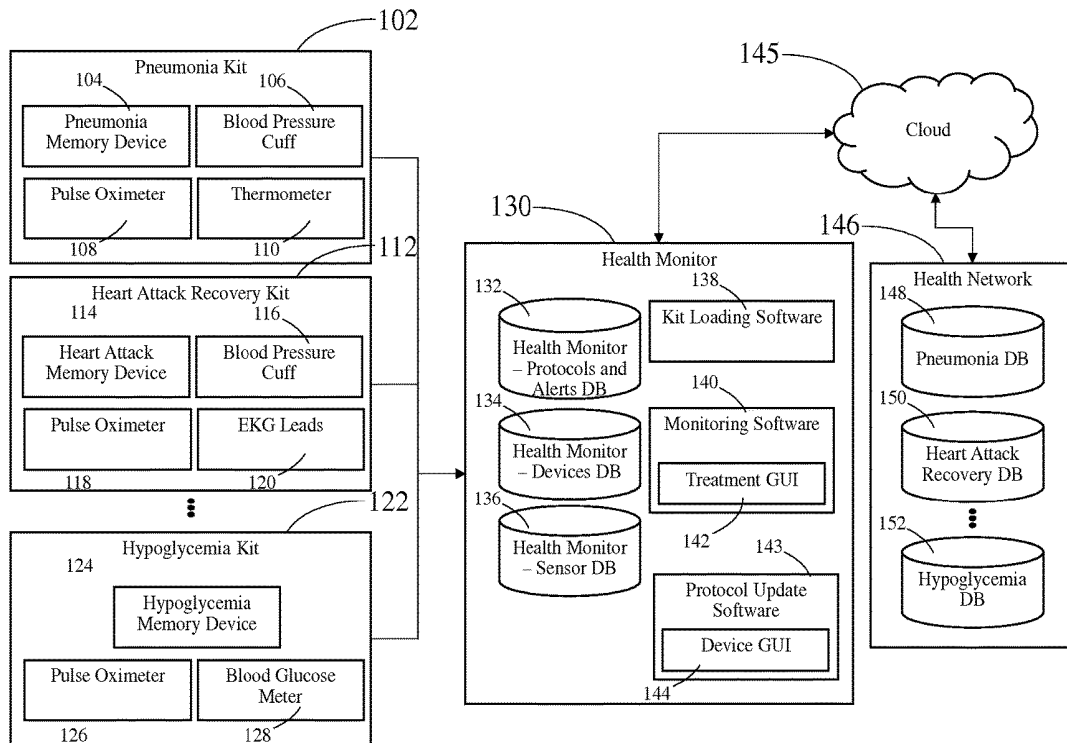 102
Pneumonia Kit
104
106
Pneumonia
Memory Device
Blood Pressure
Cuff
Pulse Oximeter
Thermometer
108
110
112
Heart Attack Recovery Kit
114
116
Heart Attack
Memory Device
Blood Pressure
Cuff
Pulse Oximeter
EKG Leads
118
120
122
Hypoglycemia Kit
124
Hypoglycemia
Memory Device
Pulse Oximeter
Blood Glucose
Meter
126
128
130
Health Monitor
132
Health Monitor
– Protocols and
Alerts DB
134
Health Monitor
– Devices DB
136
Health Monitor
– Sensor DB
138
Kit Loading Software
140
Monitoring Software
Treatment GUI
142
143
Protocol Update
Software
Device GUI
144
145
Cloud
146
Health Network
148
Pneumonia DB
150
Heart Attack
Recovery DB
152
Hypoglycemia
DB